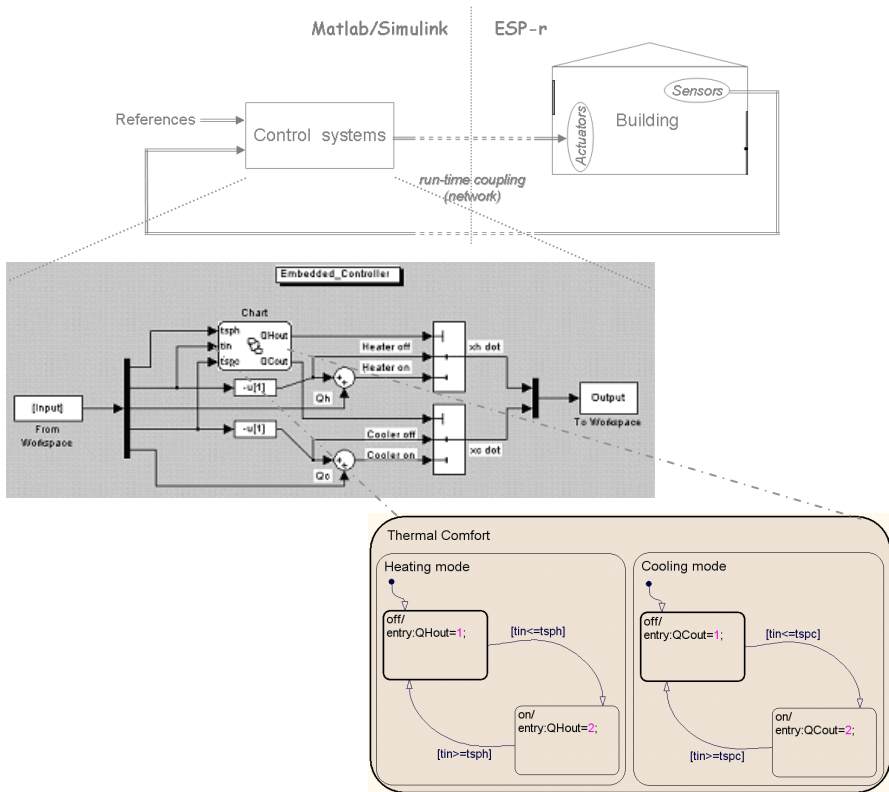 Matlab/Simulink
ESP-r
Sensors
References
Control systems
Actuators
Building
run-time coupling
(network)
Embedded_Controller
Chart
tsph
tin
tspc
QHout
QCout
Heater off
Heater on
xh dot
-u[1]
Qh
[Input]
From
Workspace
-u[1]
Cooler off
Cooler on
xc dot
Qc
Output
To Workspace
Thermal Comfort
Heating mode
off/
entry:QHout=1;
[tin<=tsph]
on/
entry:QHout=2;
[tin>=tsph]
Cooling mode
off/
entry:QCout=1;
[tin<=tspc]
on/
entry:QCout=2;
[tin>=tspc]